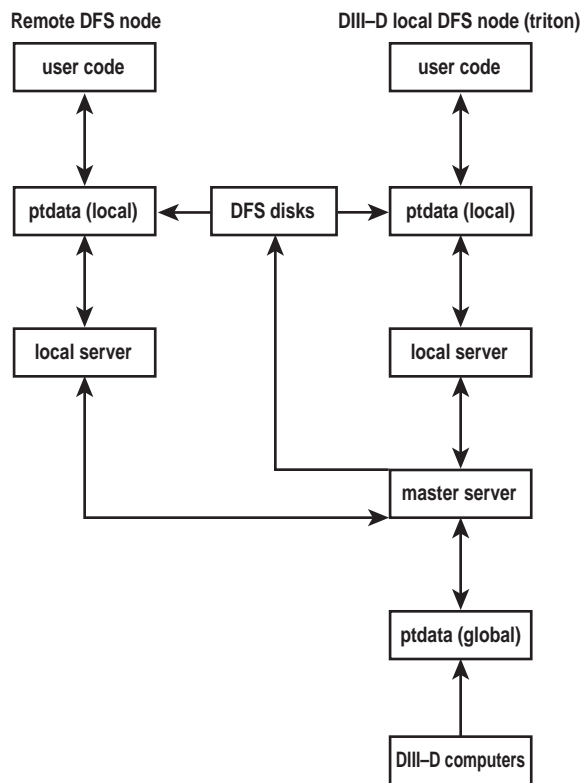 Remote DFS node
DIII–D local DFS node (triton)
user code
user code
ptdata (local)
DFS disks
ptdata (local)
local server
local server
master server
ptdata (global)
DIII–D computers